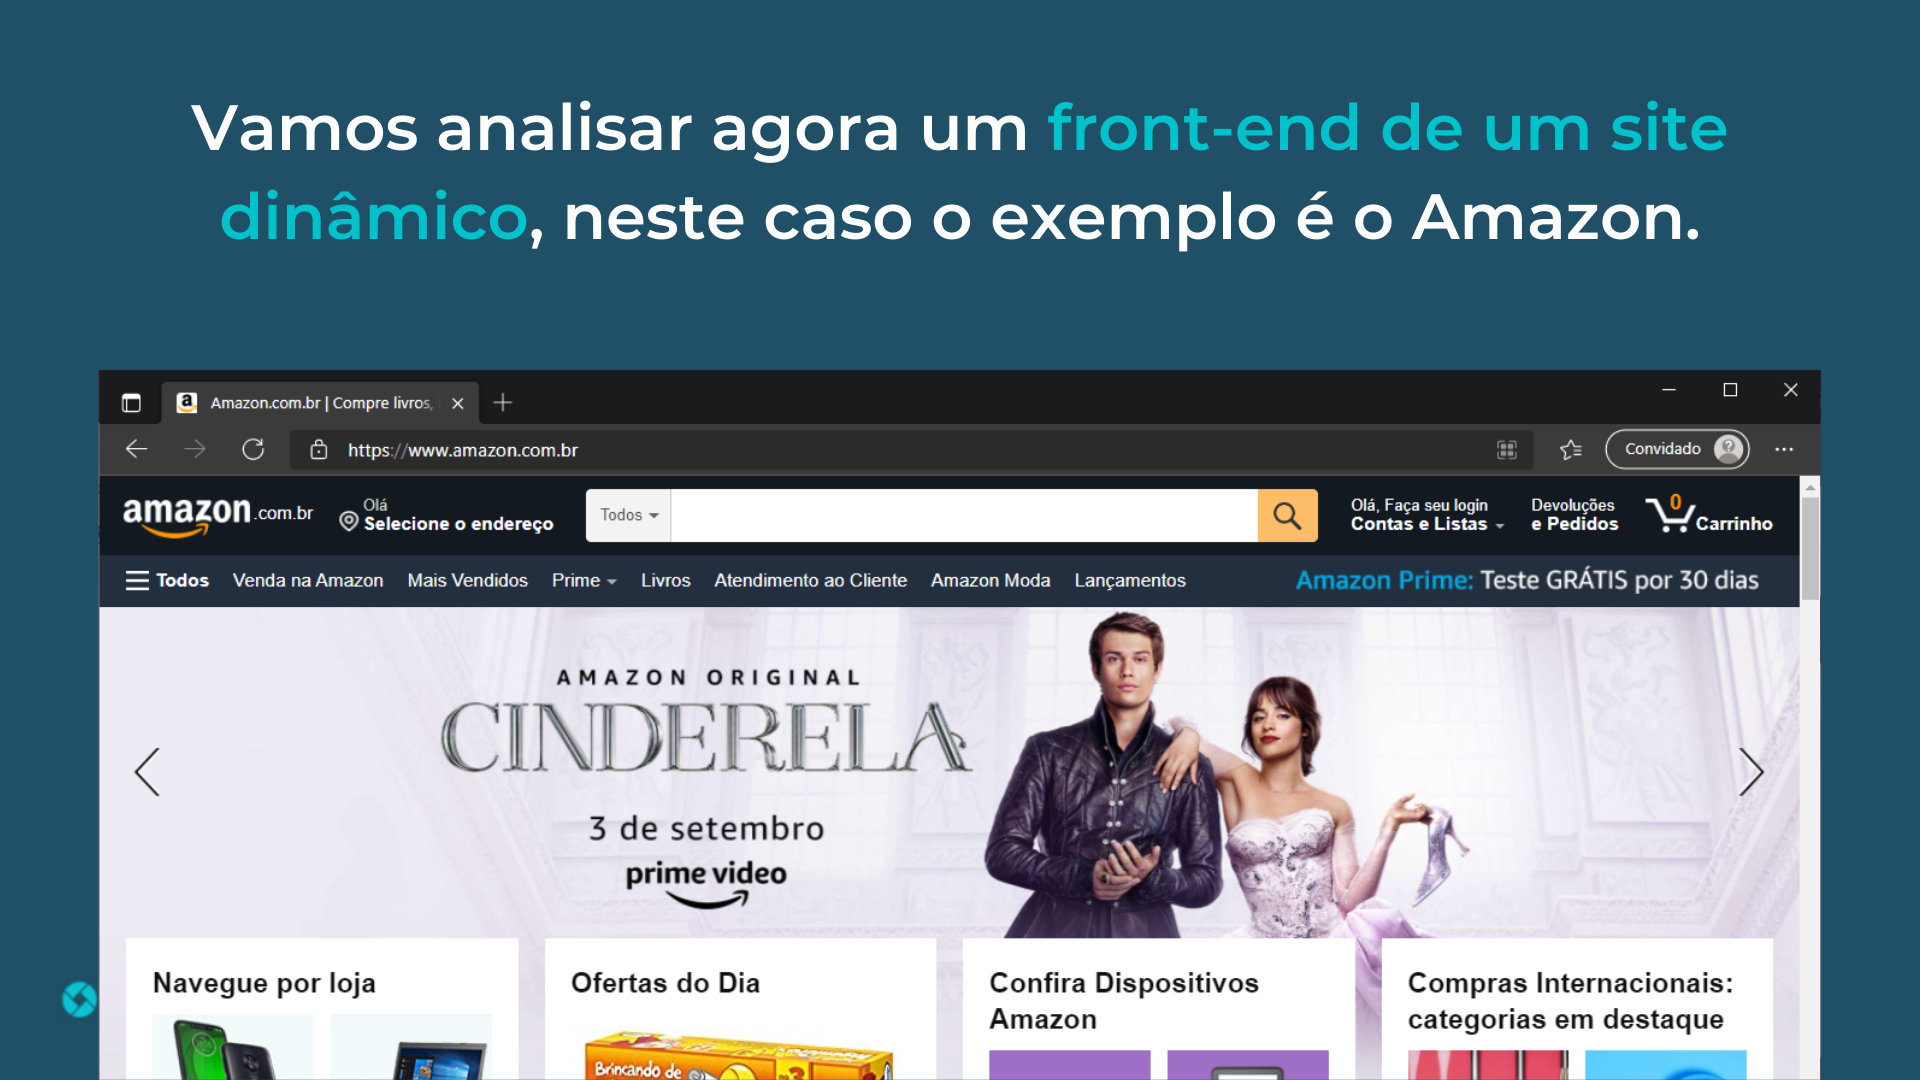 Vamos analisar agora um front-end de um site
dinâmico, neste caso o exemplo é o Amazon.
Amazon.com.br | Compre livros,
https://www.amazon.com.br
Convidado
amazon.com.br
Olá
Selecione o endereço
Todos
Olá, Faça seu login
Contas e Listas
Devoluções
e Pedidos
0
Carrinho
Todos Venda na Amazon Mais Vendidos Prime Livros Atendimento ao Cliente Amazon Moda Lançamentos Amazon Prime: Teste GRÁTIS por 30 dias
AMAZON ORIGINAL
CINDERELA
3 de setembro
prime video
Navegue por loja
Ofertas do Dia
Brincando de
Confira Dispositivos
Amazon
Compras Internacionais:
categorias em destaque